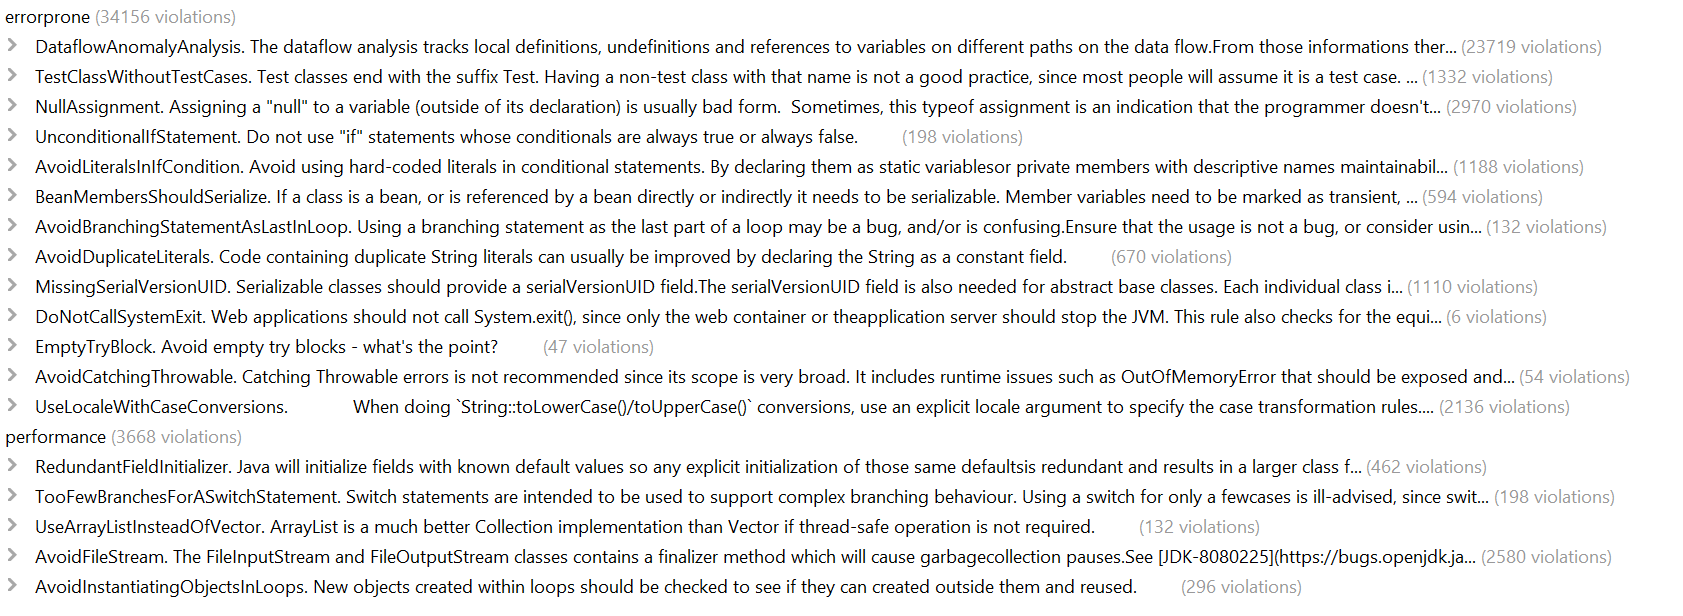 errorprone (34156 violations)
DataflowAnomalyAnalysis. The dataflow analysis tracks local definitions, undefinitions and references to variables on different paths on the data flow.From those informations ther... (23719 violations)
TestClassWithoutTestCases. Test classes end with the suffix Test. Having a non-test class with that name is not a good practice, since most people will assume it is a test case. ... (1332 violations)
NullAssignment. Assigning a "null" to a variable (outside of its declaration) is usually bad form.  Sometimes, this typeof assignment is an indication that the programmer doesn't... (2970 violations)
UnconditionalIfStatement. Do not use "if" statements whose conditionals are always true or always false. (198 violations)
AvoidLiteralsInIfCondition. Avoid using hard-coded literals in conditional statements. By declaring them as static variablesor private members with descriptive names maintainabil... (1188 violations)
BeanMembersShouldSerialize. If a class is a bean, or is referenced by a bean directly or indirectly it needs to be serializable. Member variables need to be marked as transient, ... (594 violations)
AvoidBranchingStatementAsLastInLoop. Using a branching statement as the last part of a loop may be a bug, and/or is confusing.Ensure that the usage is not a bug, or consider usin... (132 violations)
AvoidDuplicateLiterals. Code containing duplicate String literals can usually be improved by declaring the String as a constant field. (670 violations)
MissingSerialVersionUID. Serializable classes should provide a serialVersionUID field.The serialVersionUID field is also needed for abstract base classes. Each individual class i... (1110 violations)
DoNotCallSystemExit. Web applications should not call System.exit(), since only the web container or theapplication server should stop the JVM. This rule also checks for the equi... (6 violations)
EmptyTryBlock. Avoid empty try blocks - what's the point? (47 violations)
AvoidCatchingThrowable. Catching Throwable errors is not recommended since its scope is very broad. It includes runtime issues such as OutOfMemoryError that should be exposed and... (54 violations)
UseLocaleWithCaseConversions. When doing `String::toLowerCase()/toUpperCase()` conversions, use an explicit locale argument to specify the case transformation rules.... (2136 violations)
performance (3668 violations)
RedundantFieldInitializer. Java will initialize fields with known default values so any explicit initialization of those same defaultsis redundant and results in a larger class f... (462 violations)
TooFewBranchesForASwitchStatement. Switch statements are intended to be used to support complex branching behaviour. Using a switch for only a fewcases is ill-advised, since swit... (198 violations)
UseArrayListInsteadOfVector. ArrayList is a much better Collection implementation than Vector if thread-safe operation is not required. (132 violations)
AvoidFileStream. The FileInputStream and FileOutputStream classes contains a finalizer method which will cause garbagecollection pauses.See [JDK-8080225](https://bugs.openjdk.ja... (2580 violations)
AvoidInstantiatingObjectsInLoops. New objects created within loops should be checked to see if they can created outside them and reused. (296 violations)